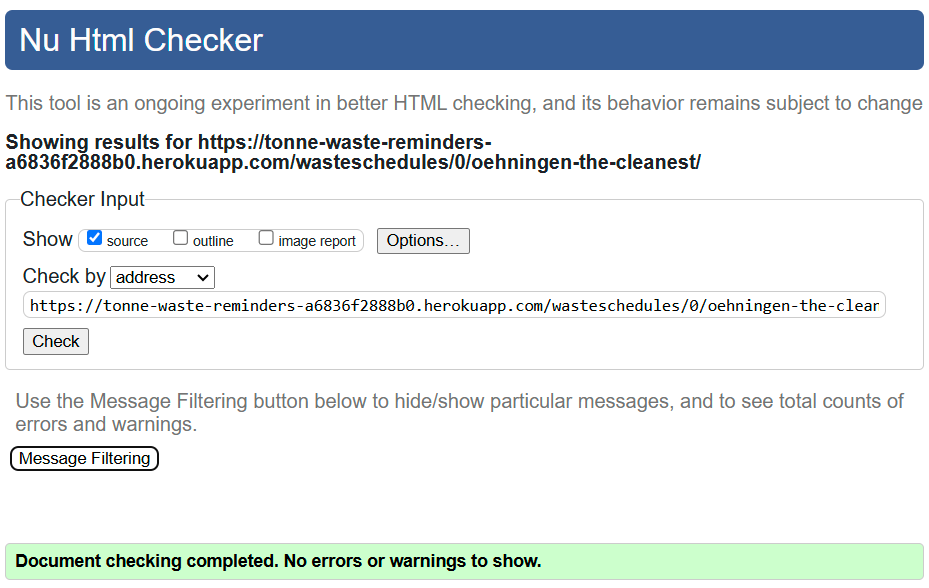 Nu Html Checker
This tool is an ongoing experiment in better HTML checking, and its behavior remains subject to change
Showing results for https://tonne-waste-reminders-
a6836f2888b0.herokuapp.com/wasteschedules/0/oehningen-the-cleanest/
Checker Input
Show source outline image report Options...
Check by address
https://tonne-waste-reminders-a6836f2888b0.herokuapp.com/wasteschedules/0/oehningen-the-clean
Check
Use the Message Filtering button below to hide/show particular messages, and to see total counts of
errors and warnings.
Message Filtering
Document checking completed. No errors or warnings to show.